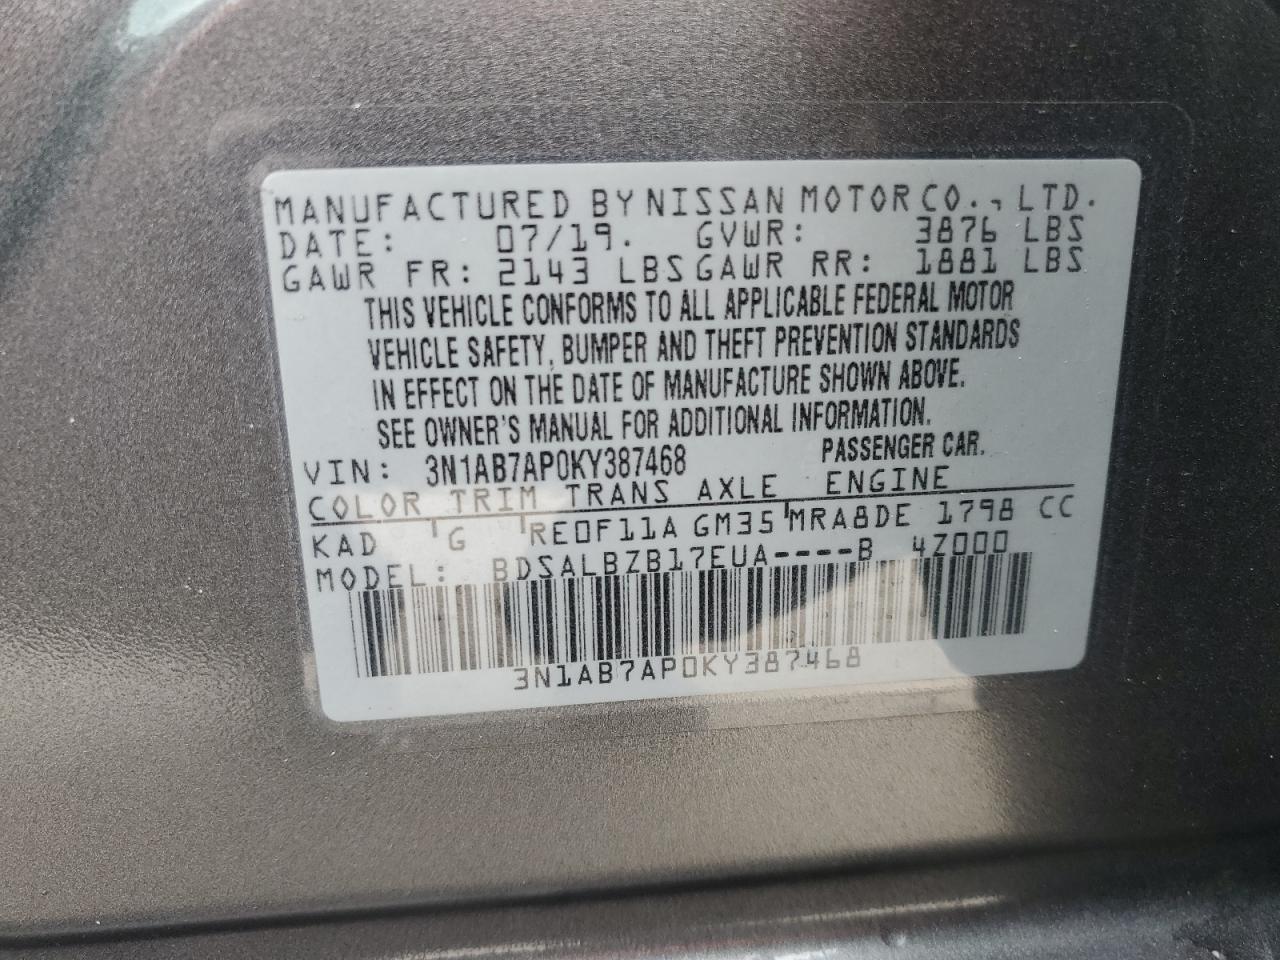 MANUFACTURED BY NISSAN MOTOR CO., LTD.
DATE: 07/19. GVWR: 3876 LBS
GAWR FR: 2143 LBS GAWR RR: 1881 LBS
THIS VEHICLE CONFORMS TO ALL APPLICABLE FEDERAL MOTOR
VEHICLE SAFETY, BUMPER AND THEFT PREVENTION STANDARDS
IN EFFECT ON THE DATE OF MANUFACTURE SHOWN ABOVE.
SEE OWNER'S MANUAL FOR ADDITIONAL INFORMATION.
VIN: 3N1AB7AP0KY387468 PASSENGER CAR.
COLOR TRIM TRANS AXLE ENGINE
KAD G RE0F11A GM35 MRA8DE 1798 CC
MODEL: BDSALBZB17EUA----B 4Z000
3N1AB7AP0KY387468